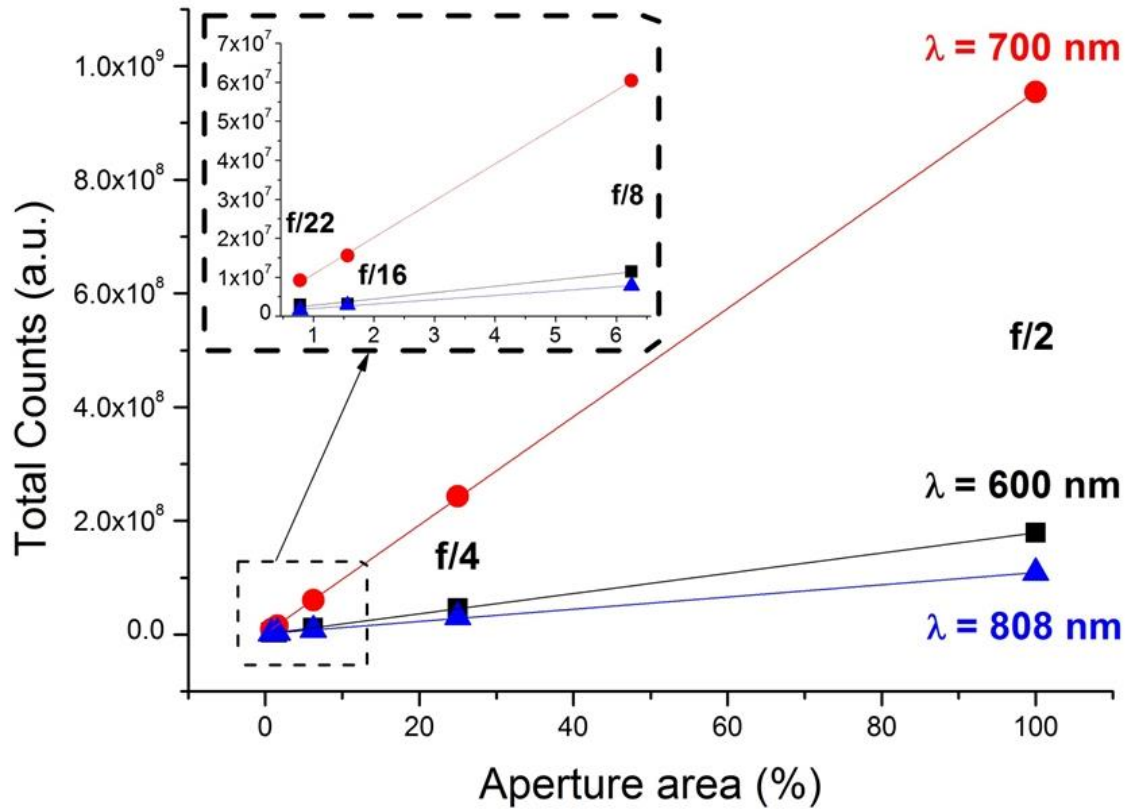 7x10⁷
6x10⁷
5x10⁷
4x10⁷
3x10⁷
2x10⁷
1x10⁷
0
1 2 3 4 5 6
f/22
f/16
f/8
λ = 700 nm
f/2
λ = 600 nm
f/4
λ = 808 nm
1.0x10⁹
8.0x10⁸
6.0x10⁸
4.0x10⁸
2.0x10⁸
0.0
Total Counts (a.u.)
0 20 40 60 80 100
Aperture area (%)